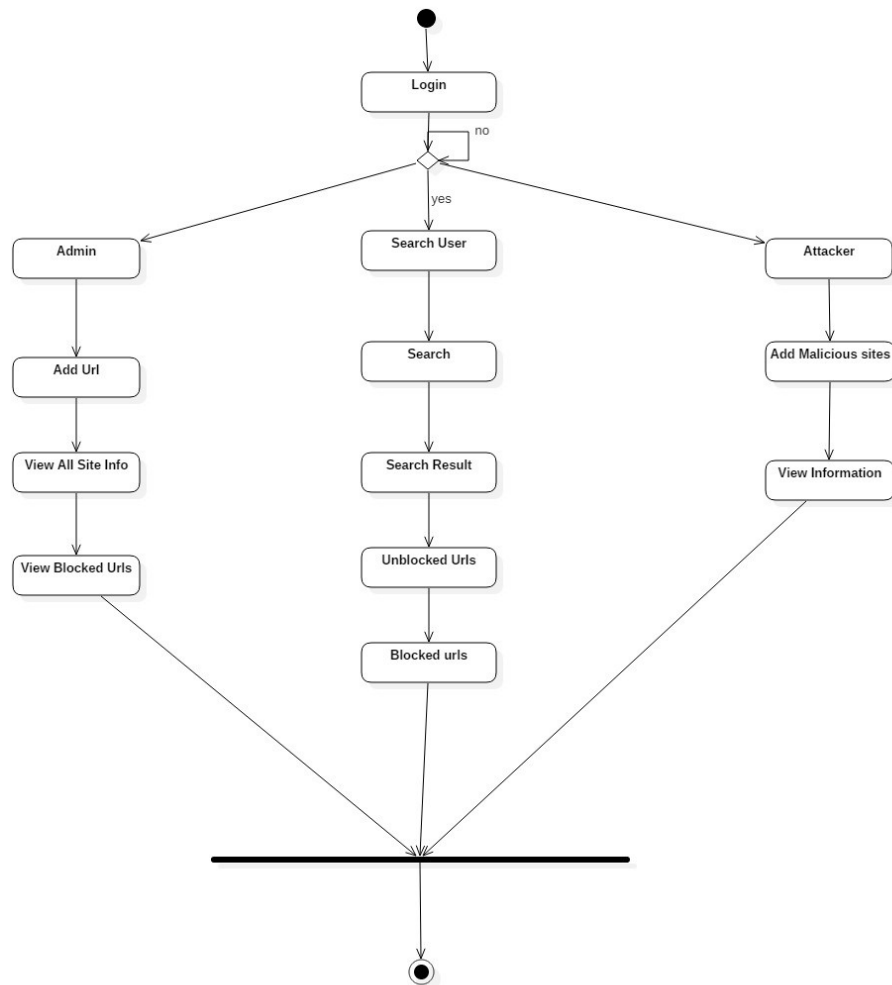 Login
no
yes
Admin
Search User
Attacker
Add Url
Search
Add Malicious sites
View All Site Info
Search Result
View Information
View Blocked Urls
Unblocked Urls
Blocked urls